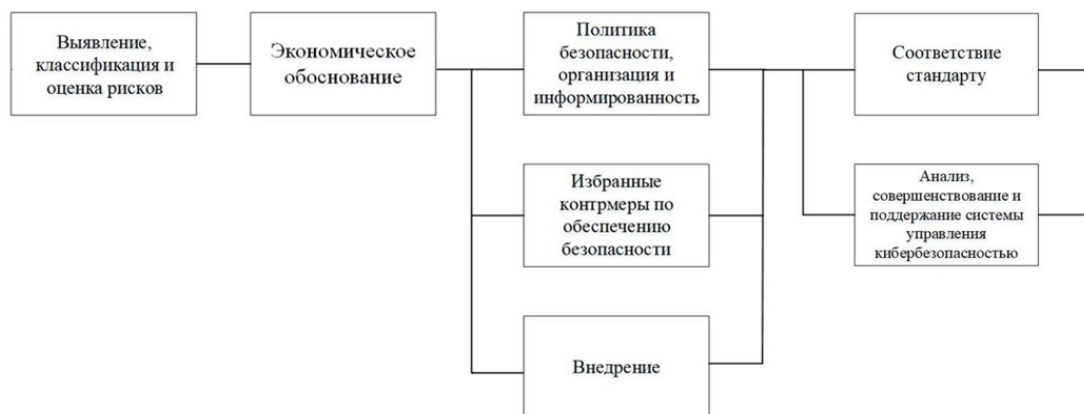 Выявление,
классификация и
оценка рисков
Экономическое
обоснование
Политика
безопасности,
организация и
информированность
Соответствие
стандарту
Избранные
контрмеры по
обеспечению
безопасности
Анализ,
совершенствование и
поддержание системы
управления
кибербезопасностью
Внедрение